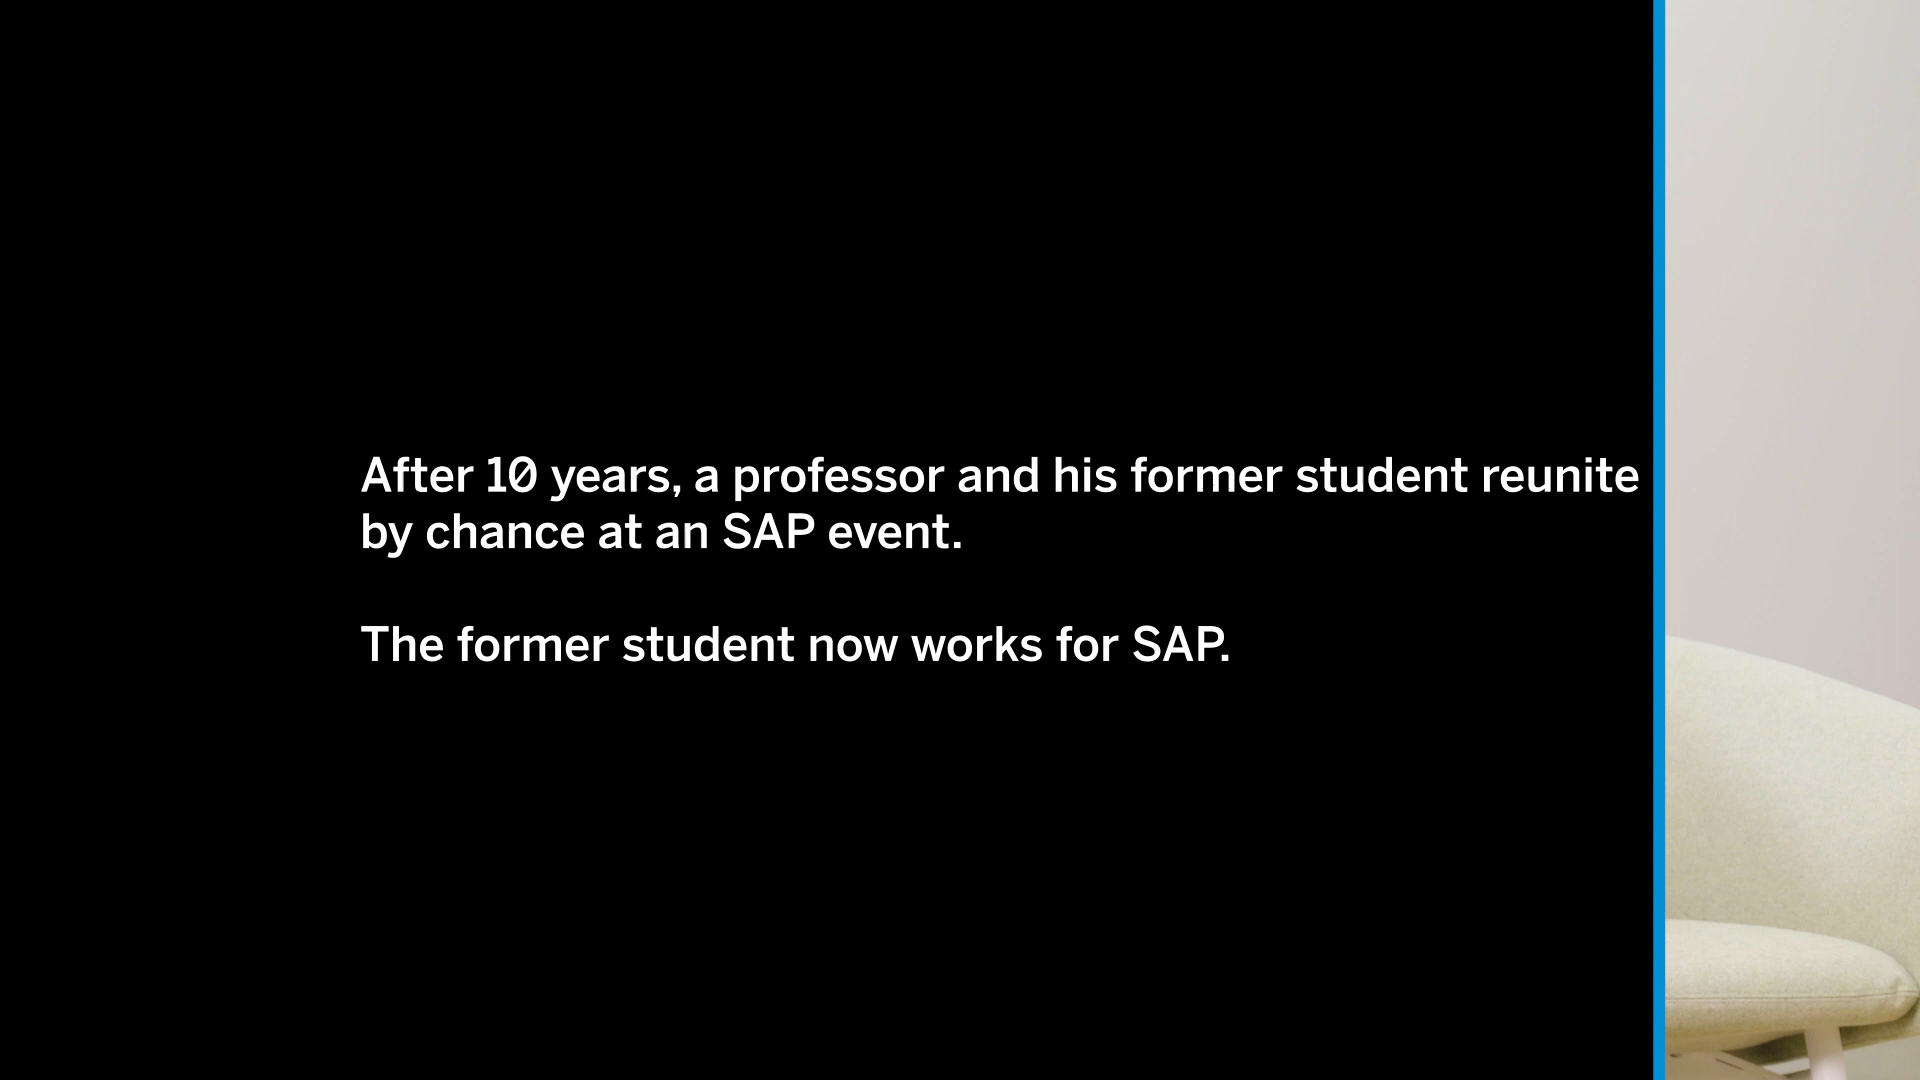 After 10 years, a professor and his former student reunite
by chance at an SAP event.
The former student now works for SAP.